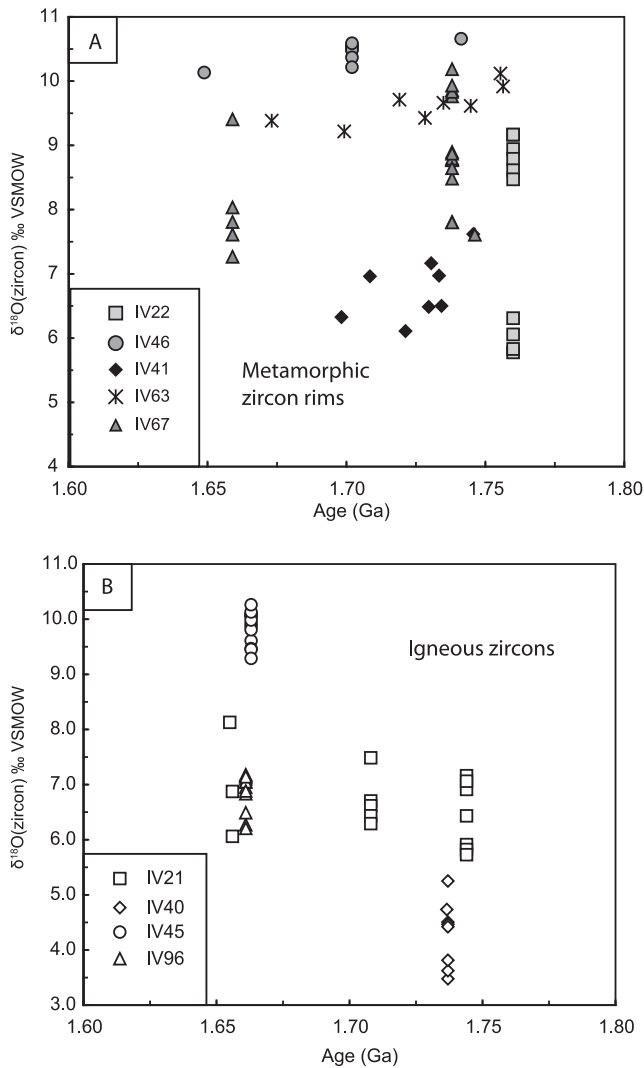 11
A
10
9
8
7
6
5
4
δ¹⁸O(zircon) ‰ VSMOW
IV22
IV46
IV41
IV63
IV67
Metamorphic
zircon rims
1.60 1.65 1.70 1.75 1.80
Age (Ga)
11.0
B
10.0
9.0
8.0
7.0
6.0
5.0
4.0
3.0
δ¹⁸O(zircon) ‰ VSMOW
Igneous zircons
IV21
IV40
IV45
IV96
1.60 1.65 1.70 1.75 1.80
Age (Ga)